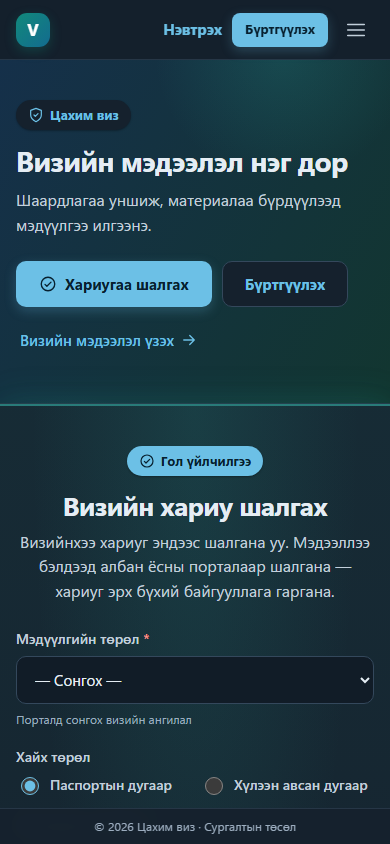 V
Нэвтрэх
Бүртгүүлэх
Цахим виз
Визийн мэдээлэл нэг дор
Шаардлагаа уншиж, материалаа бүрдүүлээд
мэдүүлгээ илгээнэ.
Хариугаа шалгах
Бүртгүүлэх
Визийн мэдээлэл үзэх →
Гол үйлчилгээ
Визийн хариу шалгах
Визийнхээ хариуг эндээс шалгана уу. Мэдээллээ
бэлдээд албан ёсны порталаар шалгана —
хариуг эрх бүхий байгууллага гаргана.
Мэдүүлгийн төрөл *
— Сонгох —
Порталд сонгох визийн ангилал
Хайх төрөл
Паспортын дугаар
Хүлээн авсан дугаар
© 2026 Цахим виз · Сургалтын төсөл